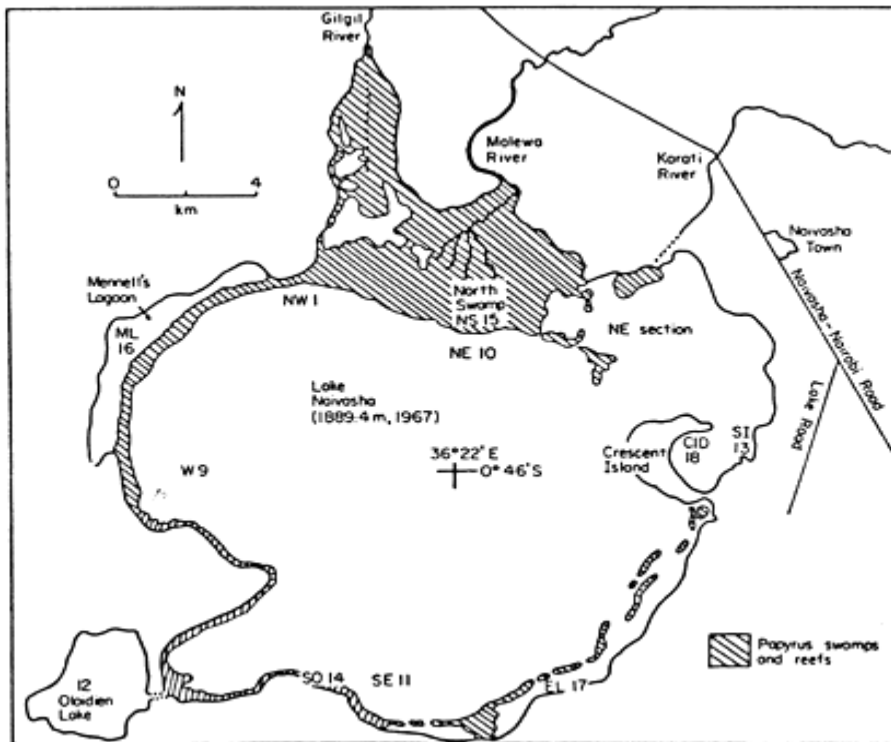 Gilgil
River
N
Malewa
River
Karati
River
0 4
km
Naivasha
Town
Mennell's
Lagoon
North
Swamp
NS 15
NW 1
NE section
Naivasha - Nairobi Road
ML
16
NE 10
Lake
Naivasha
(1889·4 m, 1967)
Lake Road
36°22'E
0°46'S
Crescent
Island
CID
18
SI
13
W 9
Papyrus swamps
and reefs
12
Oloiden
Lake
SO 14
SE 11
EL 17